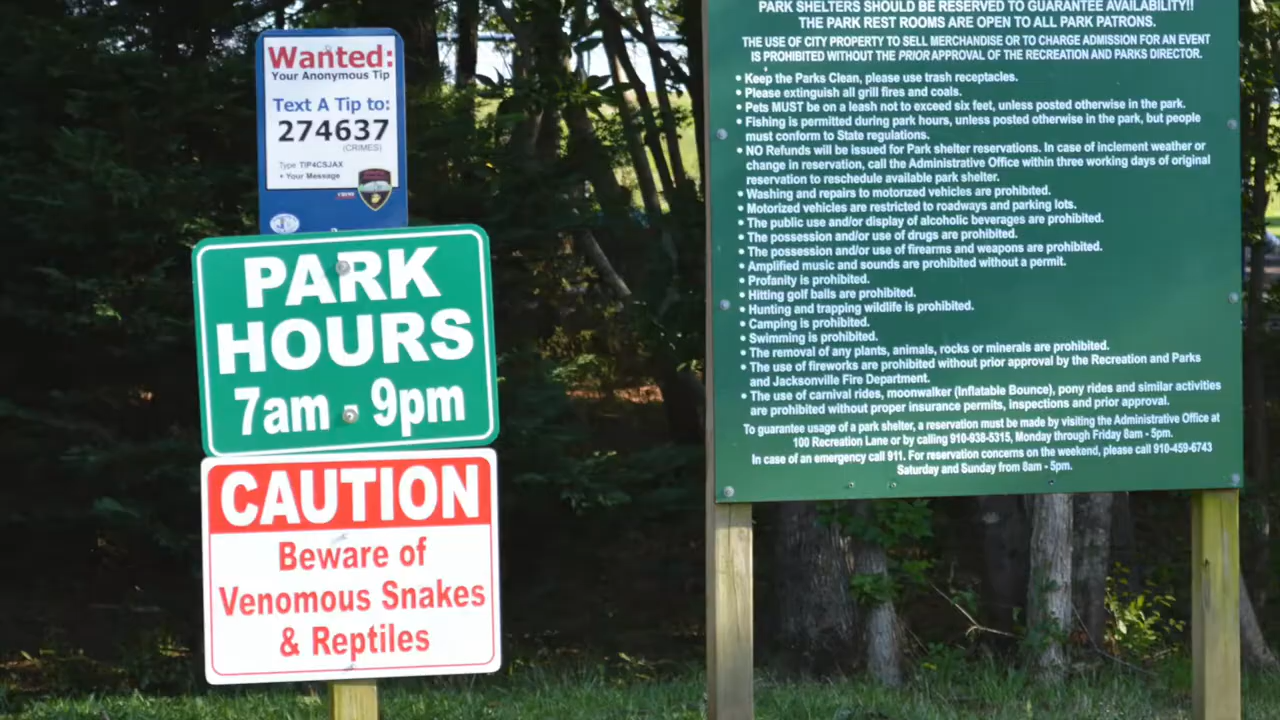 Wanted:
Your Anonymous Tip
Text A Tip to:
274637
(CRIMES)
Type TIP4CSJAX
• Your Message
PARK
HOURS
7am - 9pm
CAUTION
Beware of
Venomous Snakes
& Reptiles
PARK SHELTERS SHOULD BE RESERVED TO GUARANTEE AVAILABILITY!!
THE PARK REST ROOMS ARE OPEN TO ALL PARK PATRONS.
THE USE OF CITY PROPERTY TO SELL MERCHANDISE OR TO CHARGE ADMISSION FOR AN EVENT
IS PROHIBITED WITHOUT THE PRIOR APPROVAL OF THE RECREATION AND PARKS DIRECTOR.
• Keep the Parks Clean, please use trash receptacles.
• Please extinguish all grill fires and coals.
• Pets MUST be on a leash not to exceed six feet, unless posted otherwise in the park.
• Fishing is permitted during park hours, unless posted otherwise in the park, but people
must conform to State regulations.
• NO Refunds will be issued for Park shelter reservations. In case of inclement weather or
change in reservation, call the Administrative Office within three working days of original
reservation to reschedule available park shelter.
• Washing and repairs to motorized vehicles are prohibited.
• Motorized vehicles are restricted to roadways and parking lots.
• The public use and/or display of alcoholic beverages are prohibited.
• The possession and/or use of drugs are prohibited.
• The possession and/or use of firearms and weapons are prohibited.
• Amplified music and sounds are prohibited without a permit.
• Profanity is prohibited.
• Hitting golf balls are prohibited.
• Hunting and trapping wildlife is prohibited.
• Camping is prohibited.
• Swimming is prohibited.
• The removal of any plants, animals, rocks or minerals are prohibited.
• The use of fireworks are prohibited without prior approval by the Recreation and Parks
and Jacksonville Fire Department.
• The use of carnival rides, moonwalker (Inflatable Bounce), pony rides and similar activities
are prohibited without proper insurance permits, inspections and prior approval.
To guarantee usage of a park shelter, a reservation must be made by visiting the Administrative Office at
100 Recreation Lane or by calling 910-938-5315, Monday through Friday 8am - 5pm.
In case of an emergency call 911. For reservation concerns on the weekend, please call 910-459-6743
Saturday and Sunday from 8am - 5pm.